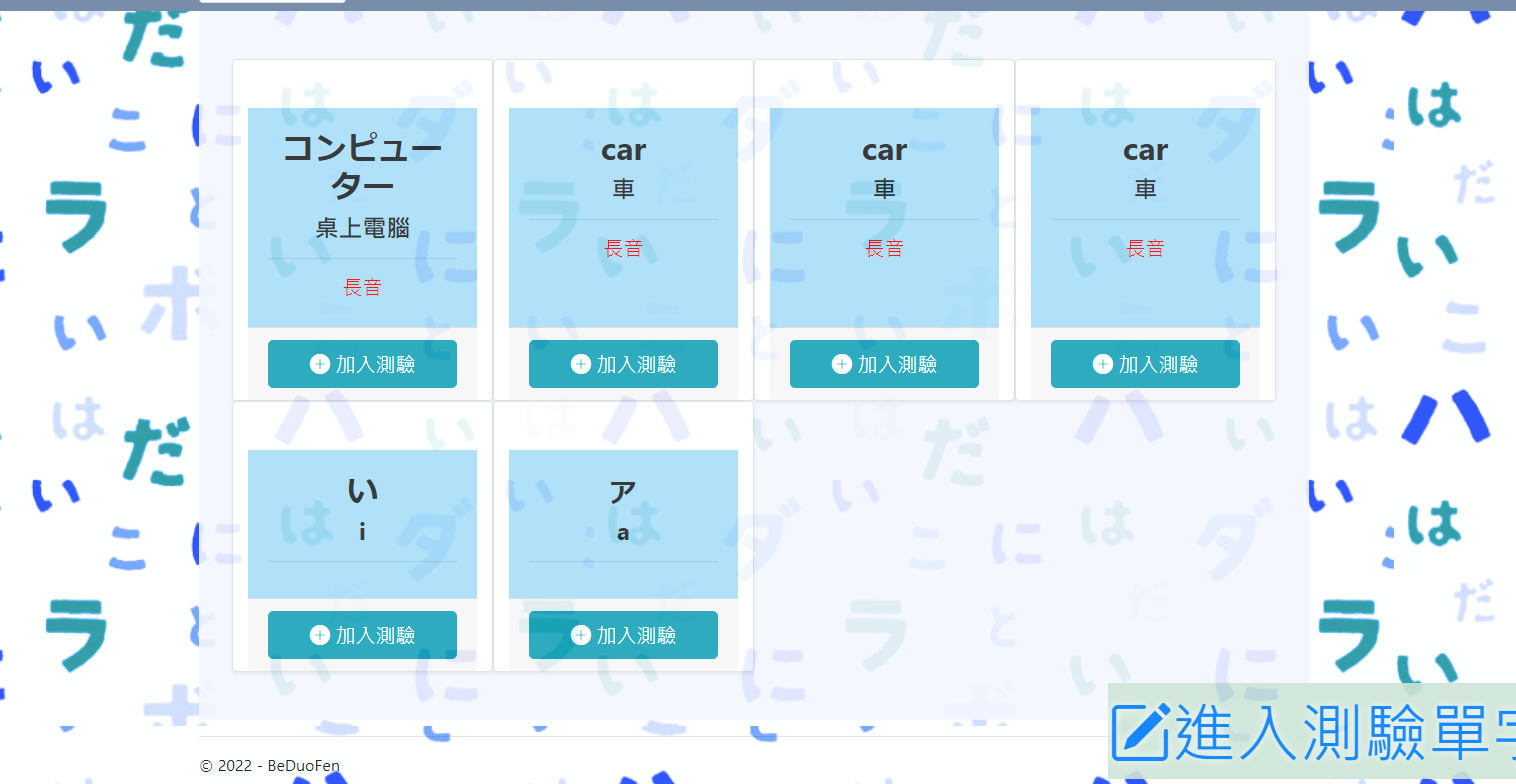 コンピュー
ター
桌上電腦
長音
加入測驗
car
車
長音
加入測驗
car
車
長音
加入測驗
car
車
長音
加入測驗
い
i
加入測驗
ア
a
加入測驗
進入測驗單字
© 2022 - BeDuoFen